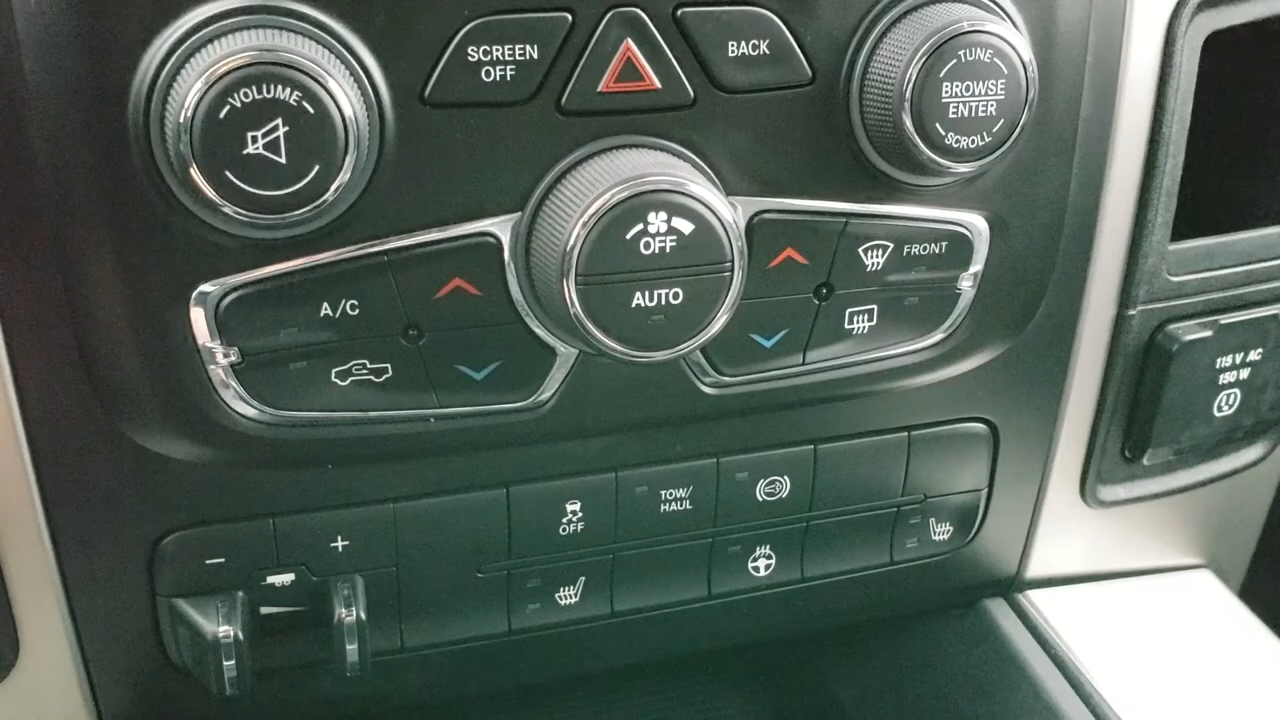 SCREEN
OFF
BACK
VOLUME
TUNE
BROWSE
ENTER
SCROLL
OFF
AUTO
A/C
FRONT
115 V AC
150 W
− +
OFF
TOW/
HAUL